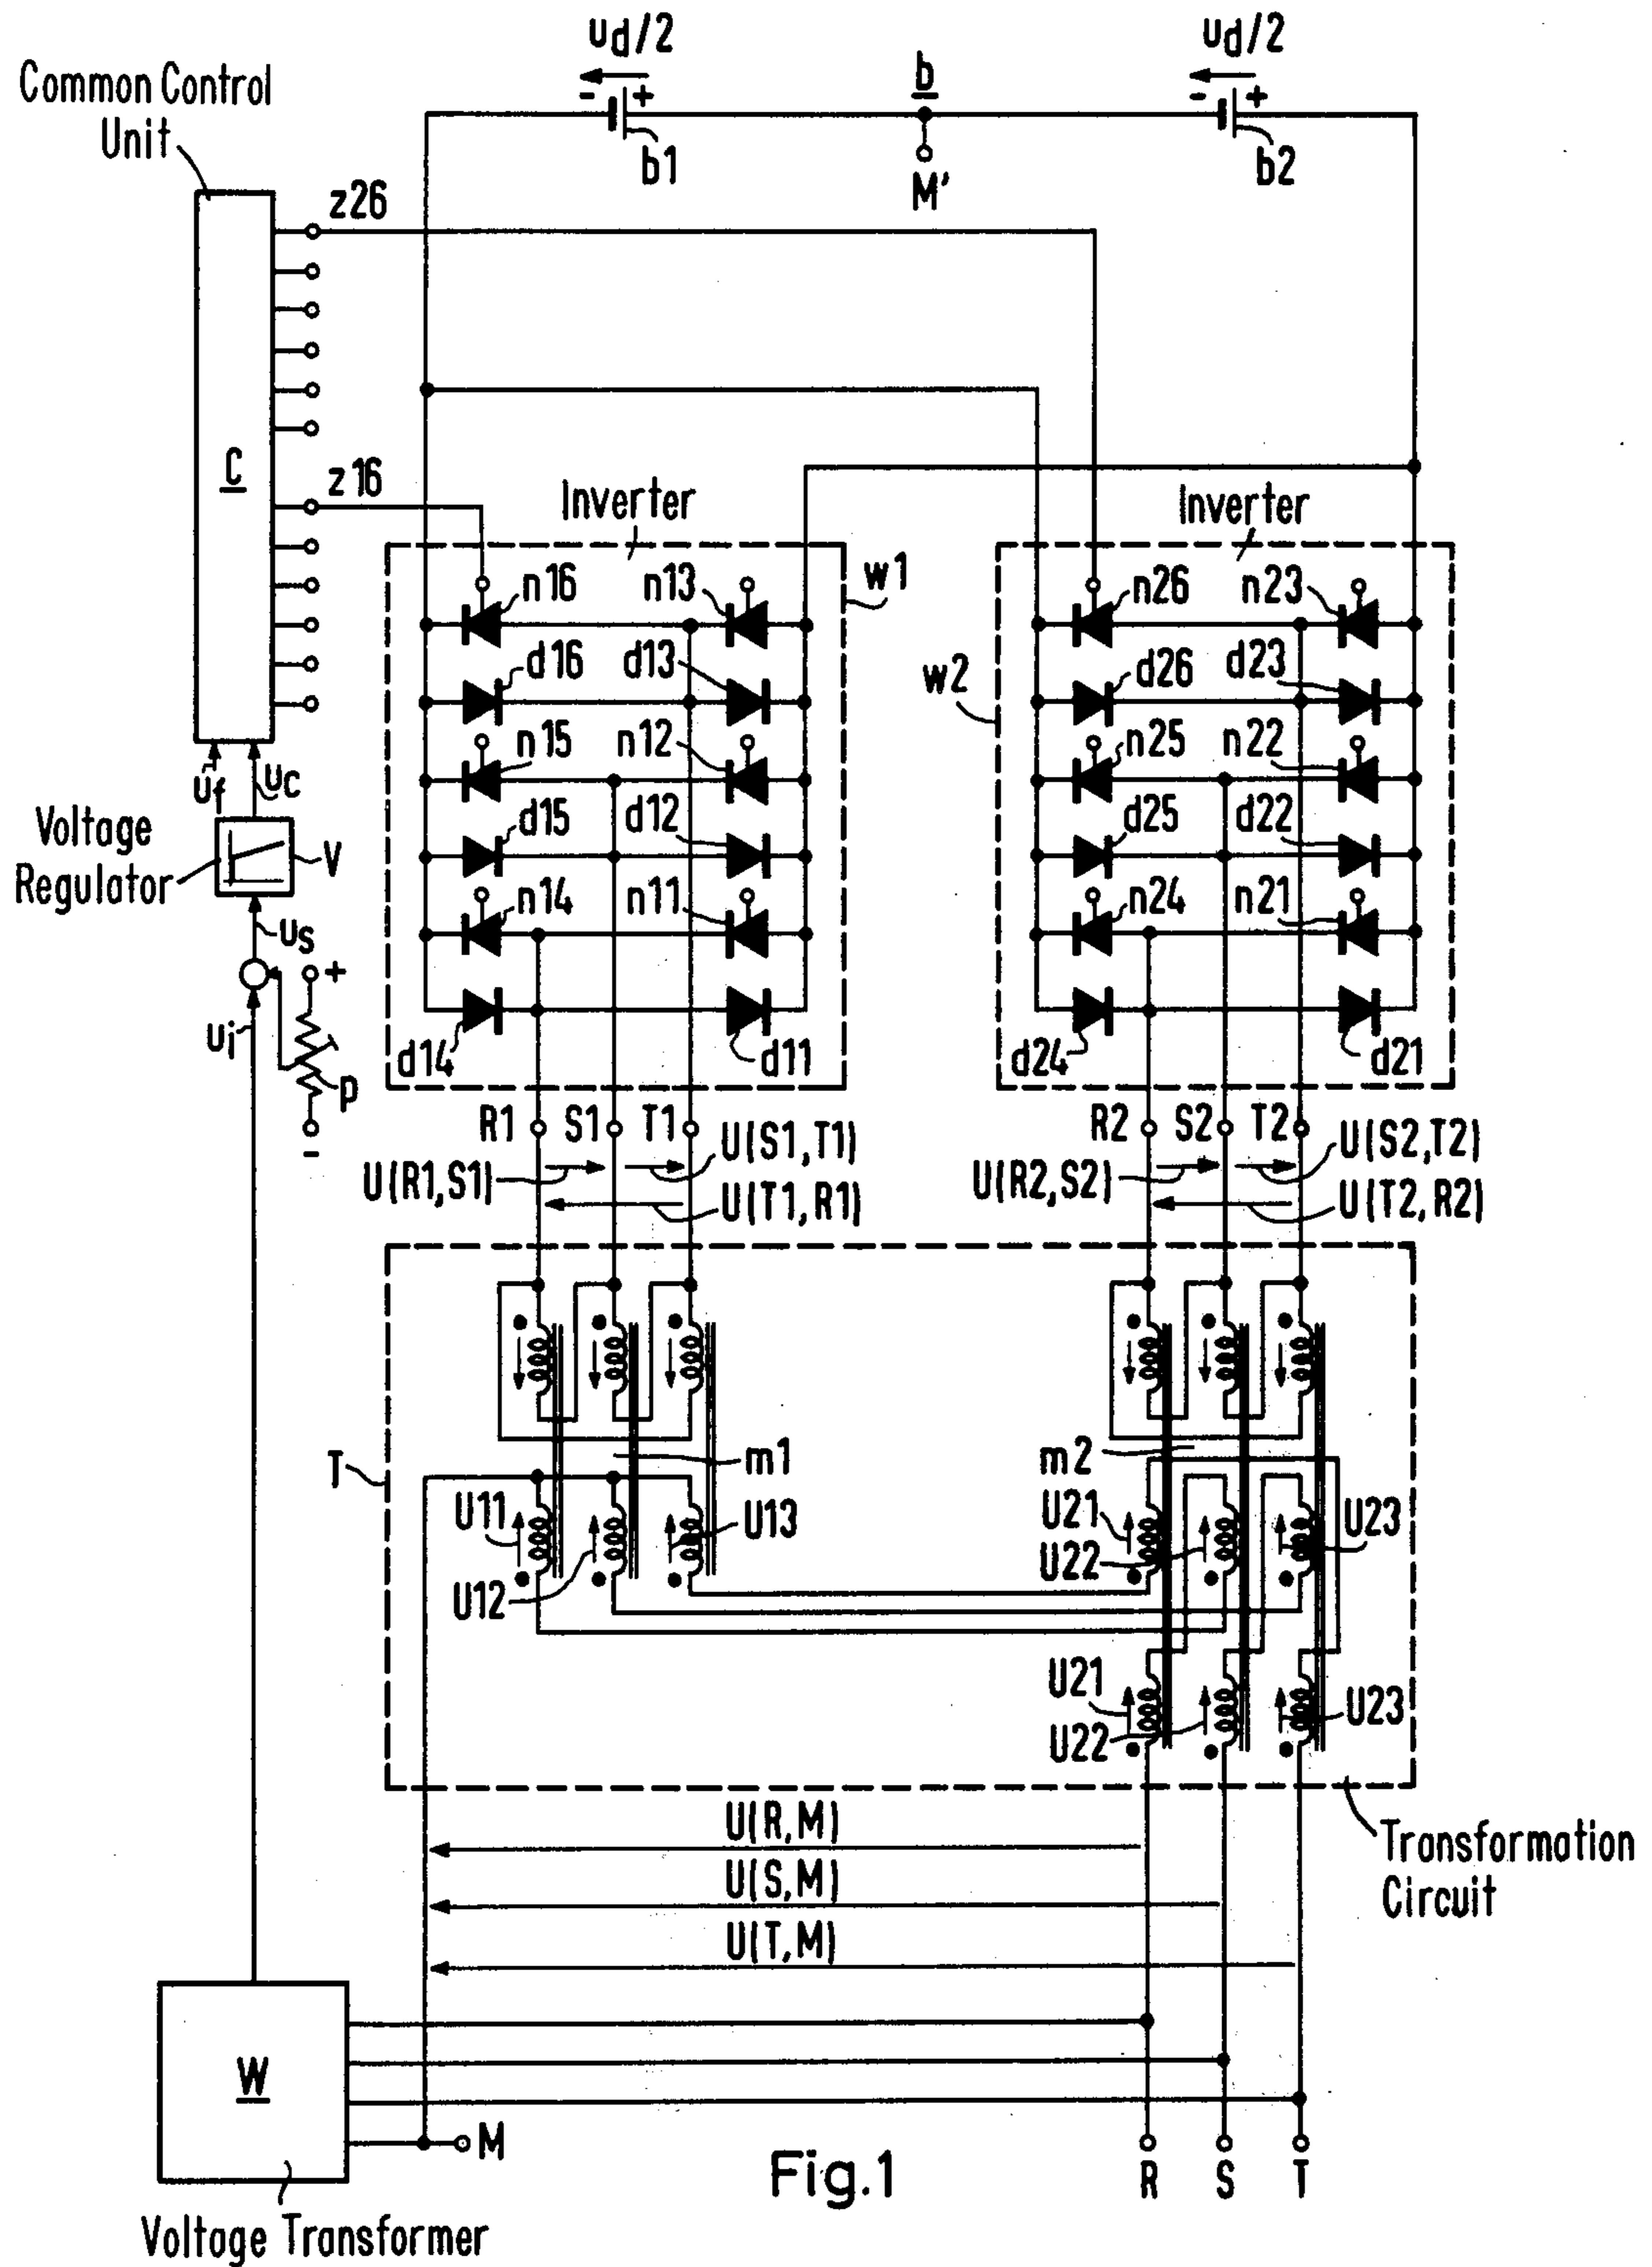 Common Control
Unit
ud/2
- +
b1
b
M'
ud/2
- +
b2
z26
C
z16
Inverter
w1
Inverter
w2
n16 n13
d16 d13
n15 n12
d15 d12
n14 n11
d14 d11
n26 n23
d26 d23
n25 n22
d25 d22
n24 n21
d24 d21
uf uc
Voltage
Regulator
V
us
+
ui
p
-
R1 S1 T1
U(R1,S1)
U(S1,T1)
U(T1,R1)
R2 S2 T2
U(R2,S2)
U(S2,T2)
U(T2,R2)
T
m1
m2
U11
U12
U13
U21
U22
U23
U21
U22
U23
Transformation
Circuit
U(R,M)
U(S,M)
U(T,M)
W
M
R S T
Voltage Transformer
Fig.1